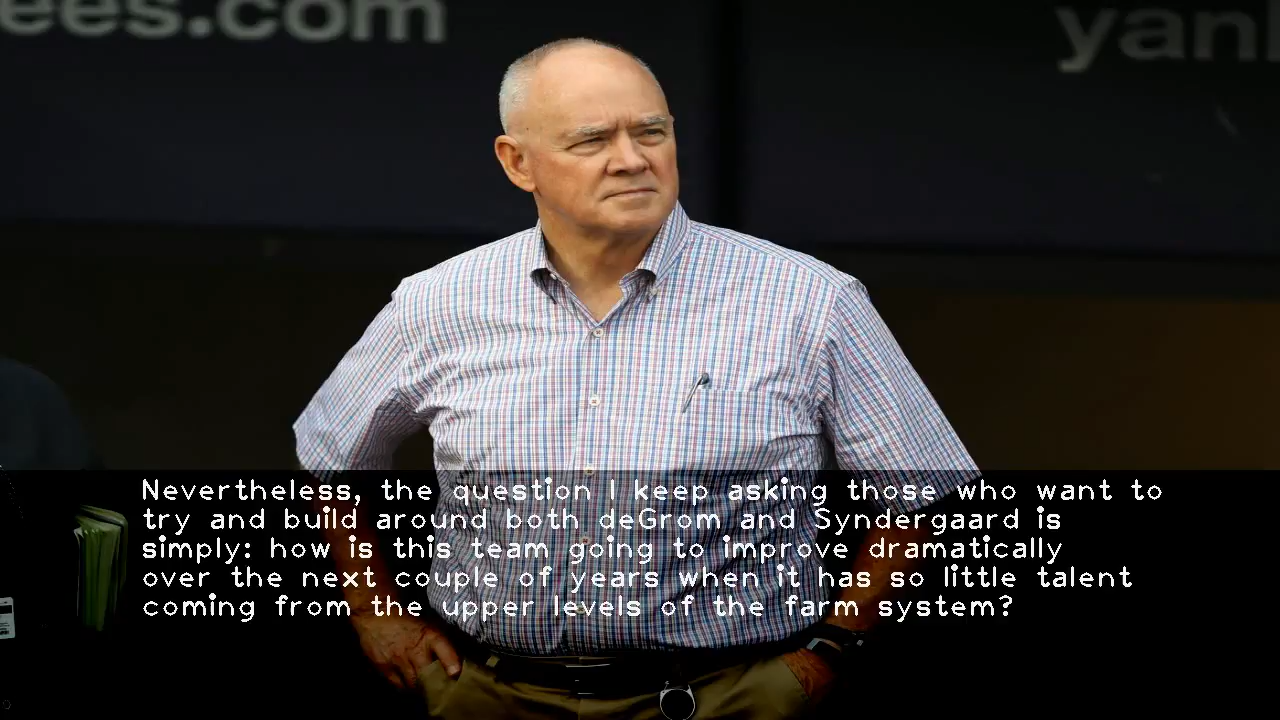 ees.com
yank
Nevertheless, the question I keep asking those who want to
try and build around both deGrom and Syndergaard is
simply: how is this team going to improve dramatically
over the next couple of years when it has so little talent
coming from the upper levels of the farm system?